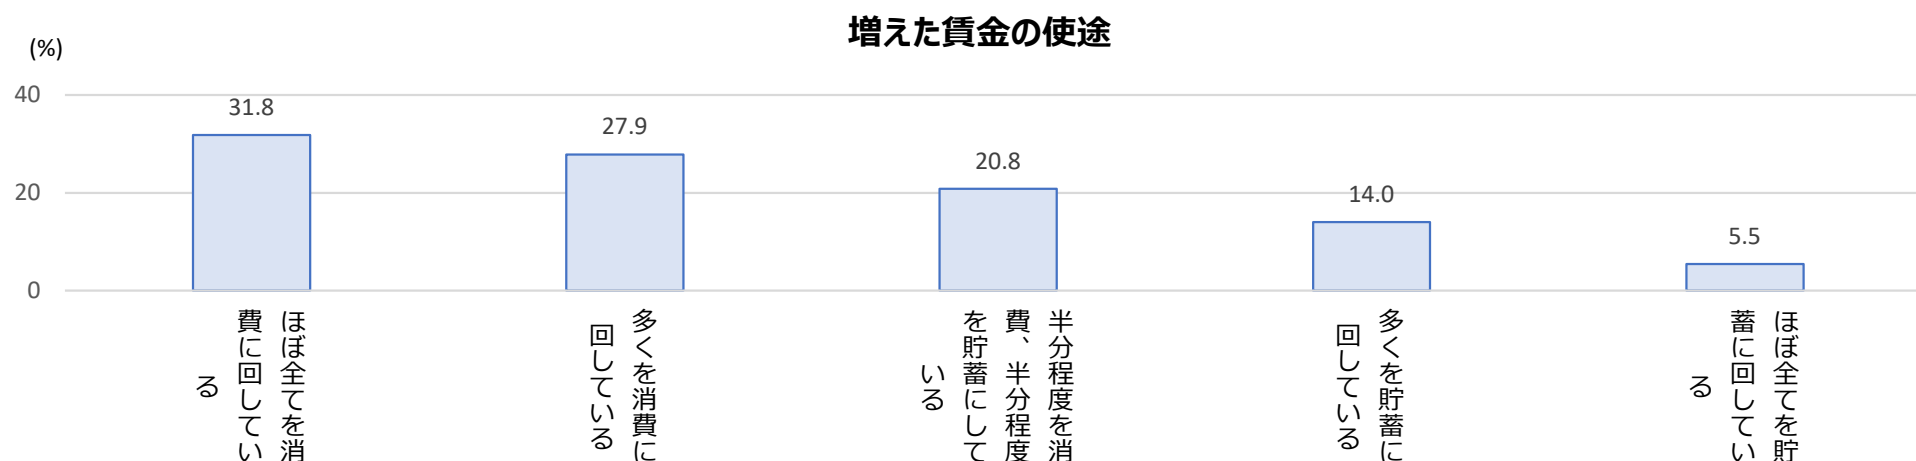 増えた賃金の使途
(%)
40
20
0
31.8
27.9
20.8
14.0
5.5
ほぼ全てを消
費に回してい
る
多くを消費に
回している
半分程度を消
費、半分程度
を貯蓄にして
いる
多くを貯蓄に
回している
ほぼ全てを貯
蓄に回してい
る